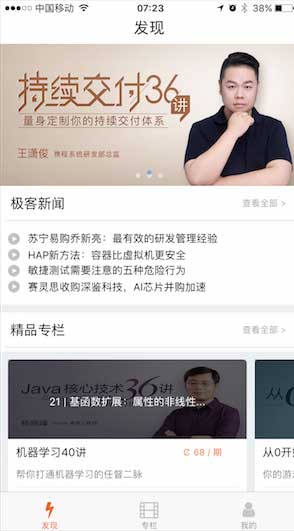 中国移动 07:23 38%
发现
持续交付36讲
量身定制你的持续交付体系
王潇俊 携程系统研发部总监
极客新闻 查看全部 >
苏宁易购乔新亮：最有效的研发管理经验
HAP新方法：容器比虚拟机更安全
敏捷测试需要注意的五种危险行为
赛灵思收购深鉴科技，AI芯片并购加速
精品专栏 查看全部 >
Java核心技术36讲
21 | 基函数扩展：属性的非线性...
从0
机器学习40讲 68 / 期
帮你打通机器学习的任督二脉
从0开
你的游
发现 专栏 我的